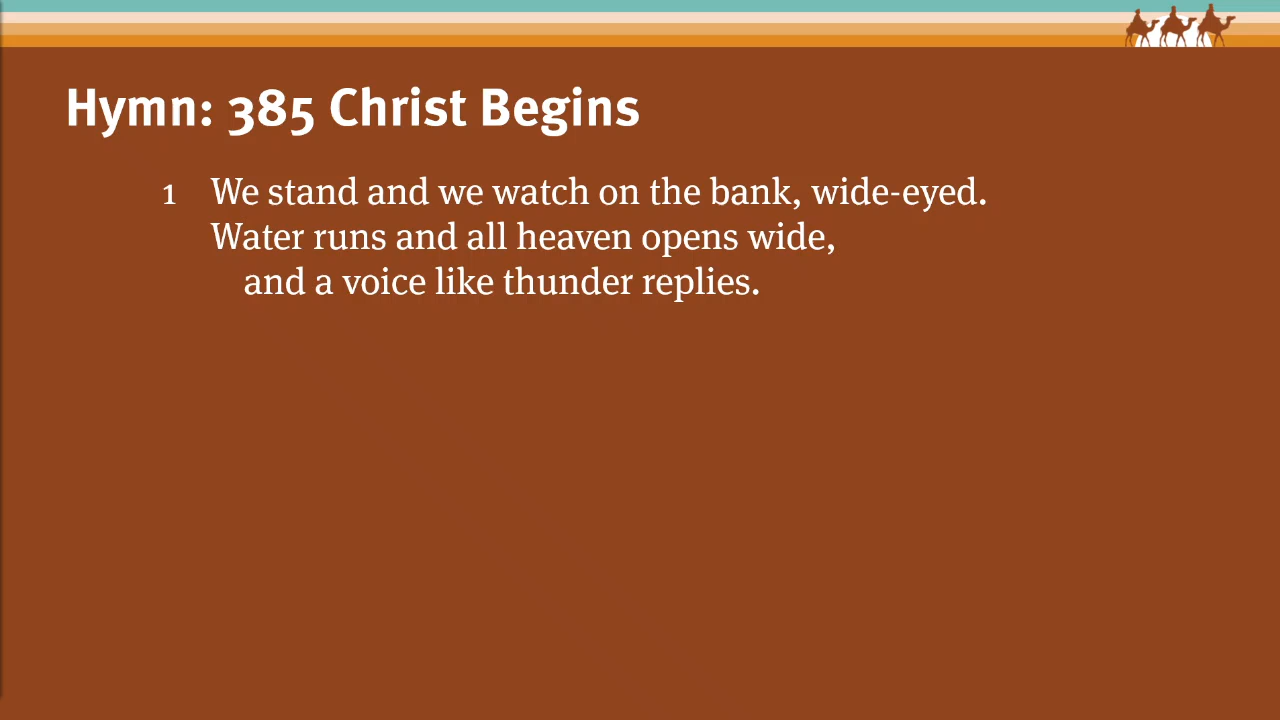 Hymn: 385 Christ Begins
1 We stand and we watch on the bank, wide-eyed.
Water runs and all heaven opens wide,
and a voice like thunder replies.